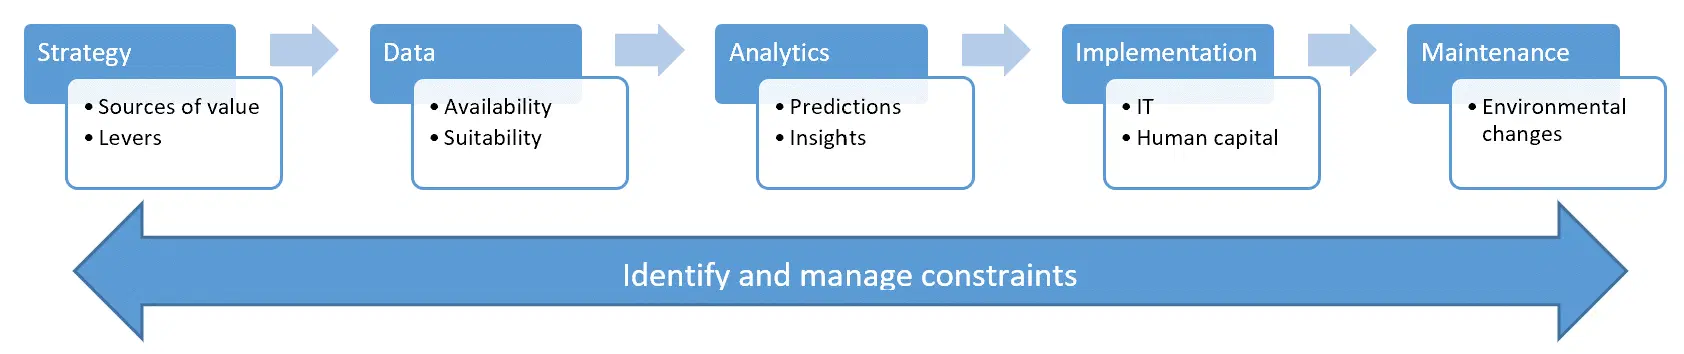 Strategy
• Sources of value
• Levers
Data
• Availability
• Suitability
Analytics
• Predictions
• Insights
Implementation
• IT
• Human capital
Maintenance
• Environmental
changes
Identify and manage constraints